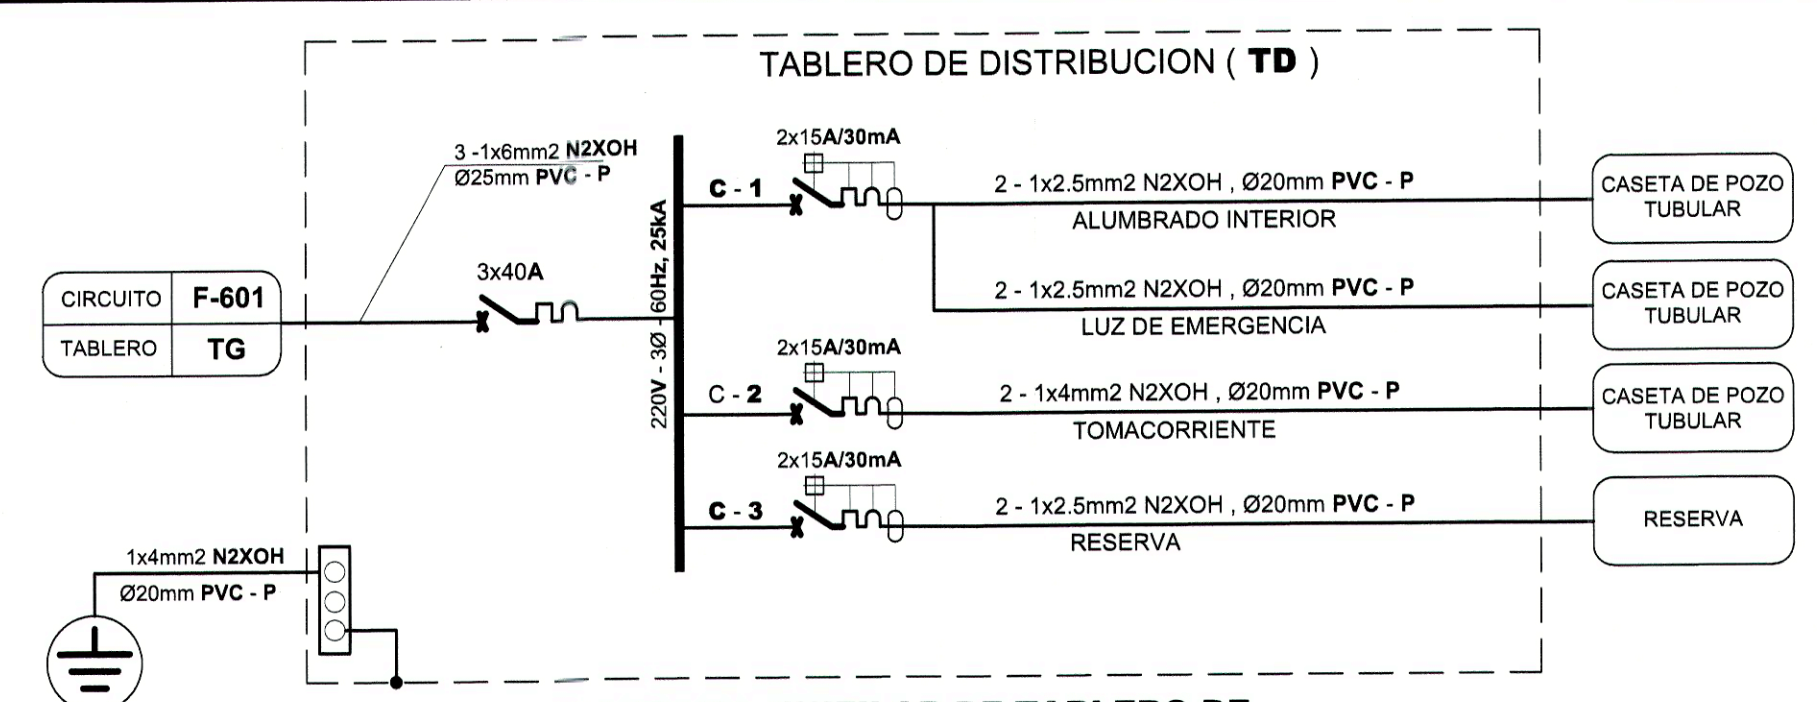 TABLERO DE DISTRIBUCION ( TD )
3 -1x6mm2 N2XOH
Ø25mm PVC - P
3x40A
CIRCUITO F-601
TABLERO TG
220V - 3Ø - 60Hz, 25kA
2x15A/30mA
C - 1
2 - 1x2.5mm2 N2XOH , Ø20mm PVC - P
ALUMBRADO INTERIOR
CASETA DE POZO
TUBULAR
2 - 1x2.5mm2 N2XOH , Ø20mm PVC - P
LUZ DE EMERGENCIA
CASETA DE POZO
TUBULAR
2x15A/30mA
C - 2
2 - 1x4mm2 N2XOH , Ø20mm PVC - P
TOMACORRIENTE
CASETA DE POZO
TUBULAR
2x15A/30mA
C - 3
2 - 1x2.5mm2 N2XOH , Ø20mm PVC - P
RESERVA
RESERVA
1x4mm2 N2XOH
Ø20mm PVC - P